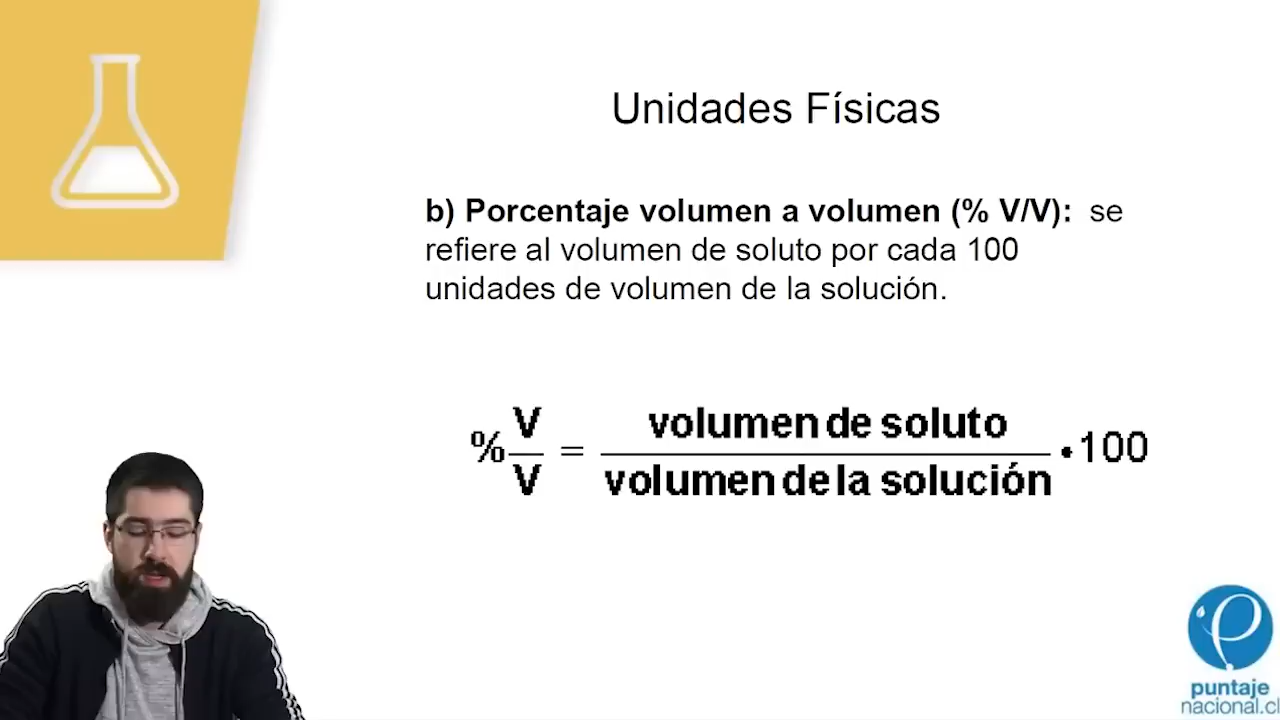 Unidades Físicas
b) Porcentaje volumen a volumen (% V/V): se
refiere al volumen de soluto por cada 100
unidades de volumen de la solución.
% V/V = volumen de soluto / volumen de la solución • 100
puntaje
nacional.cl